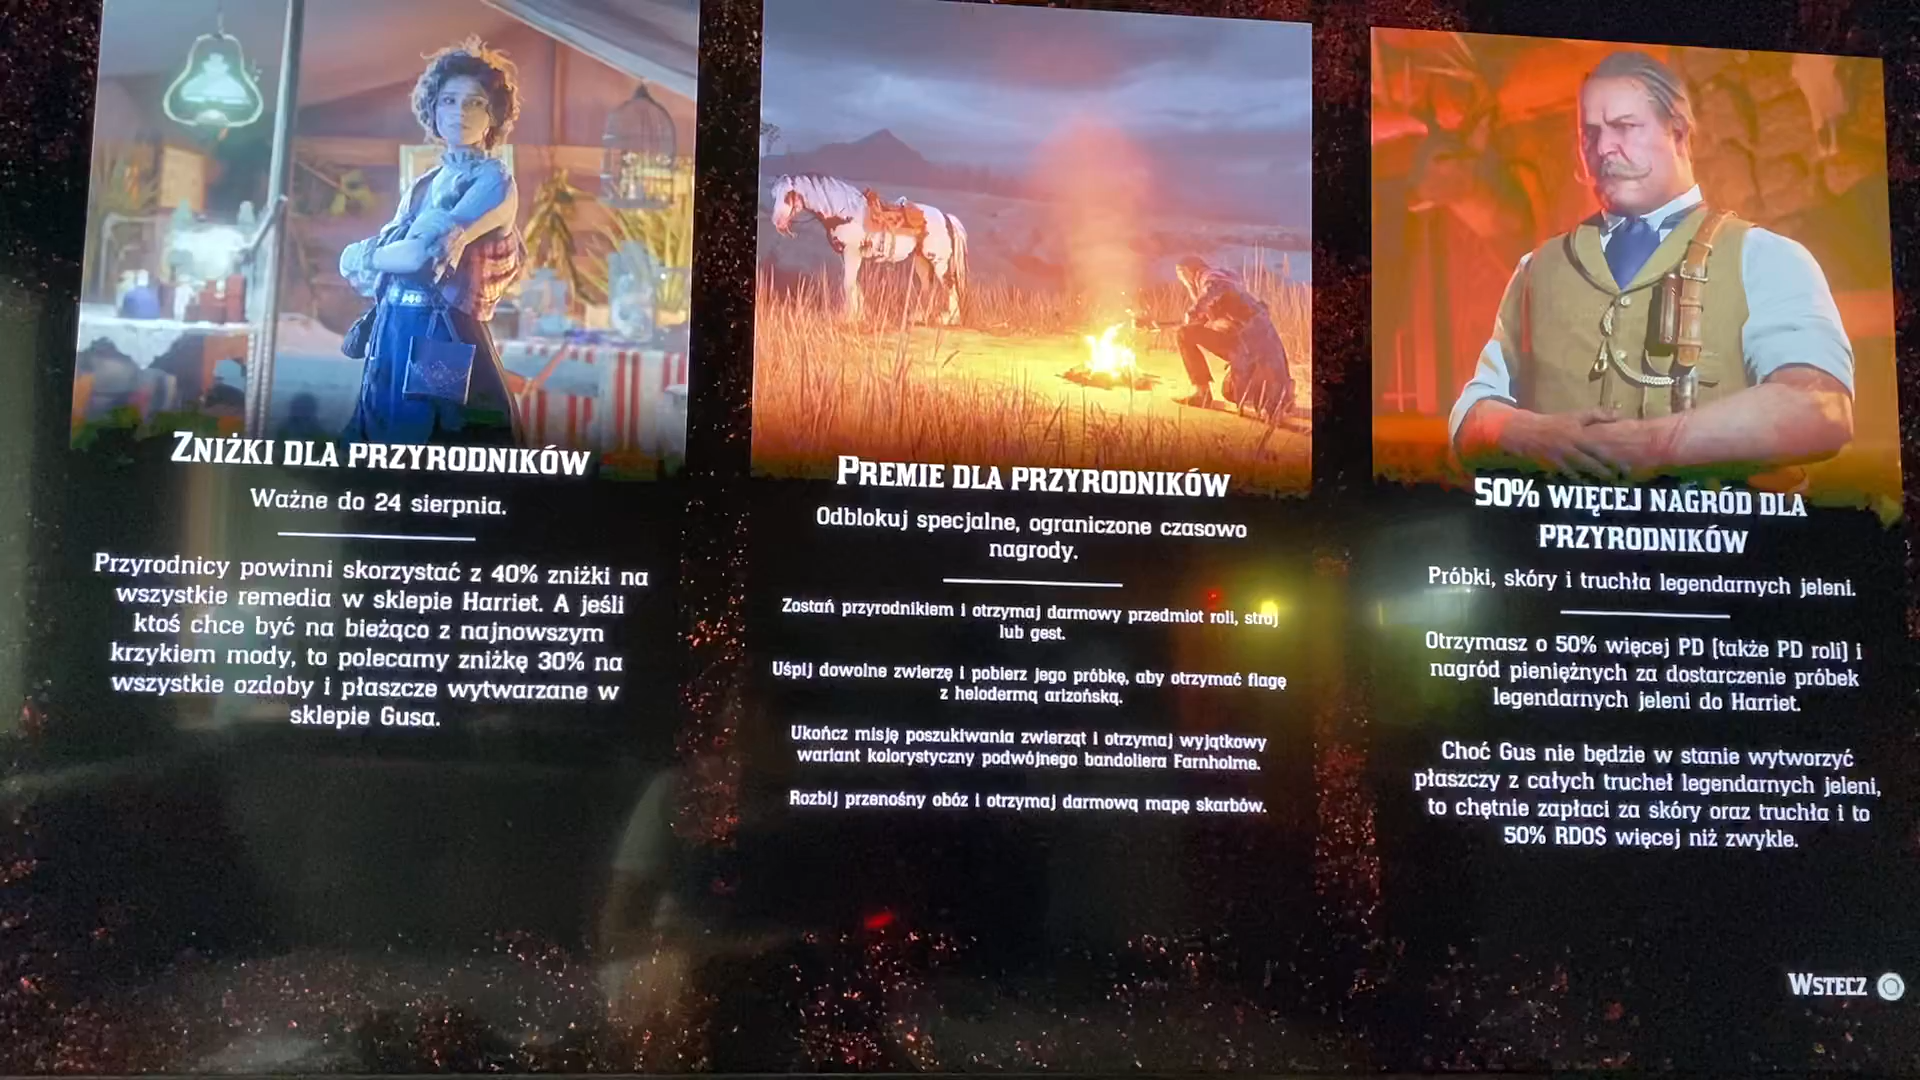 ZNIŻKI DLA PRZYRODNIKÓW
Ważne do 24 sierpnia.
Przyrodnicy powinni skorzystać z 40% zniżki na
wszystkie remedia w sklepie Harriet. A jeśli
ktoś chce być na bieżąco z najnowszym
krzykiem mody, to polecamy zniżkę 30% na
wszystkie ozdoby i płaszcze wytwarzane w
sklepie Gusa.
PREMIE DLA PRZYRODNIKÓW
Odblokuj specjalne, ograniczone czasowo
nagrody.
Zostań przyrodnikiem i otrzymaj darmowy przedmiot roli, strój
lub gest.
Uśpij dowolne zwierzę i pobierz jego próbkę, aby otrzymać flagę
z helodermą arizońską.
Ukończ misję poszukiwania zwierząt i otrzymaj wyjątkowy
wariant kolorystyczny podwójnego bandoliera Farnholme.
Rozbij przenośny obóz i otrzymaj darmową mapę skarbów.
50% WIĘCEJ NAGRÓD DLA
PRZYRODNIKÓW
Próbki, skóry i truchła legendarnych jeleni.
Otrzymasz o 50% więcej PD (także PD roli) i
nagród pieniężnych za dostarczenie próbek
legendarnych jeleni do Harriet.
Choć Gus nie będzie w stanie wytworzyć
płaszczy z całych trucheł legendarnych jeleni,
to chętnie zapłaci za skóry oraz truchła i to
50% RDO$ więcej niż zwykle.
WSTECZ